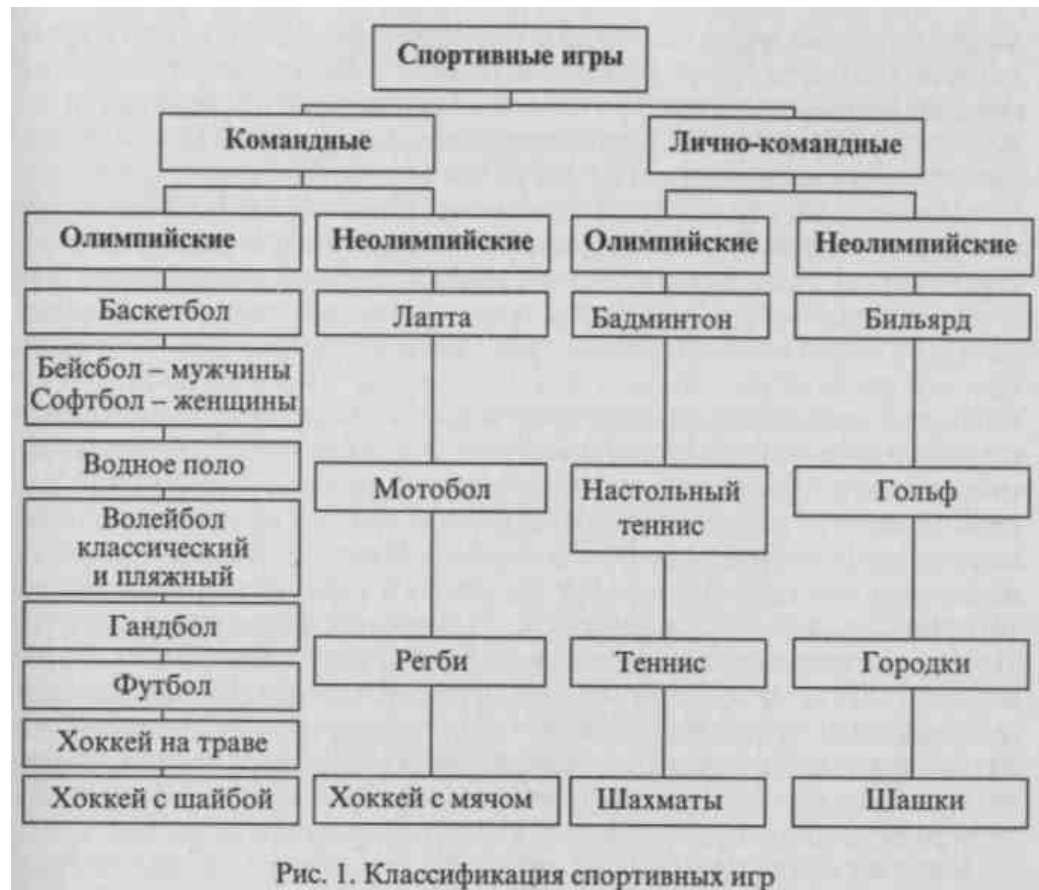 Спортивные игры
Командные
Лично-командные
Олимпийские
Неолимпийские
Олимпийские
Неолимпийские
Баскетбол
Лапта
Бадминтон
Бильярд
Бейсбол – мужчины
Софтбол – женщины
Водное поло
Мотобол
Настольный
теннис
Гольф
Волейбол
классический
и пляжный
Гандбол
Регби
Теннис
Городки
Футбол
Хоккей на траве
Хоккей с шайбой
Хоккей с мячом
Шахматы
Шашки
Рис. 1. Классификация спортивных игр